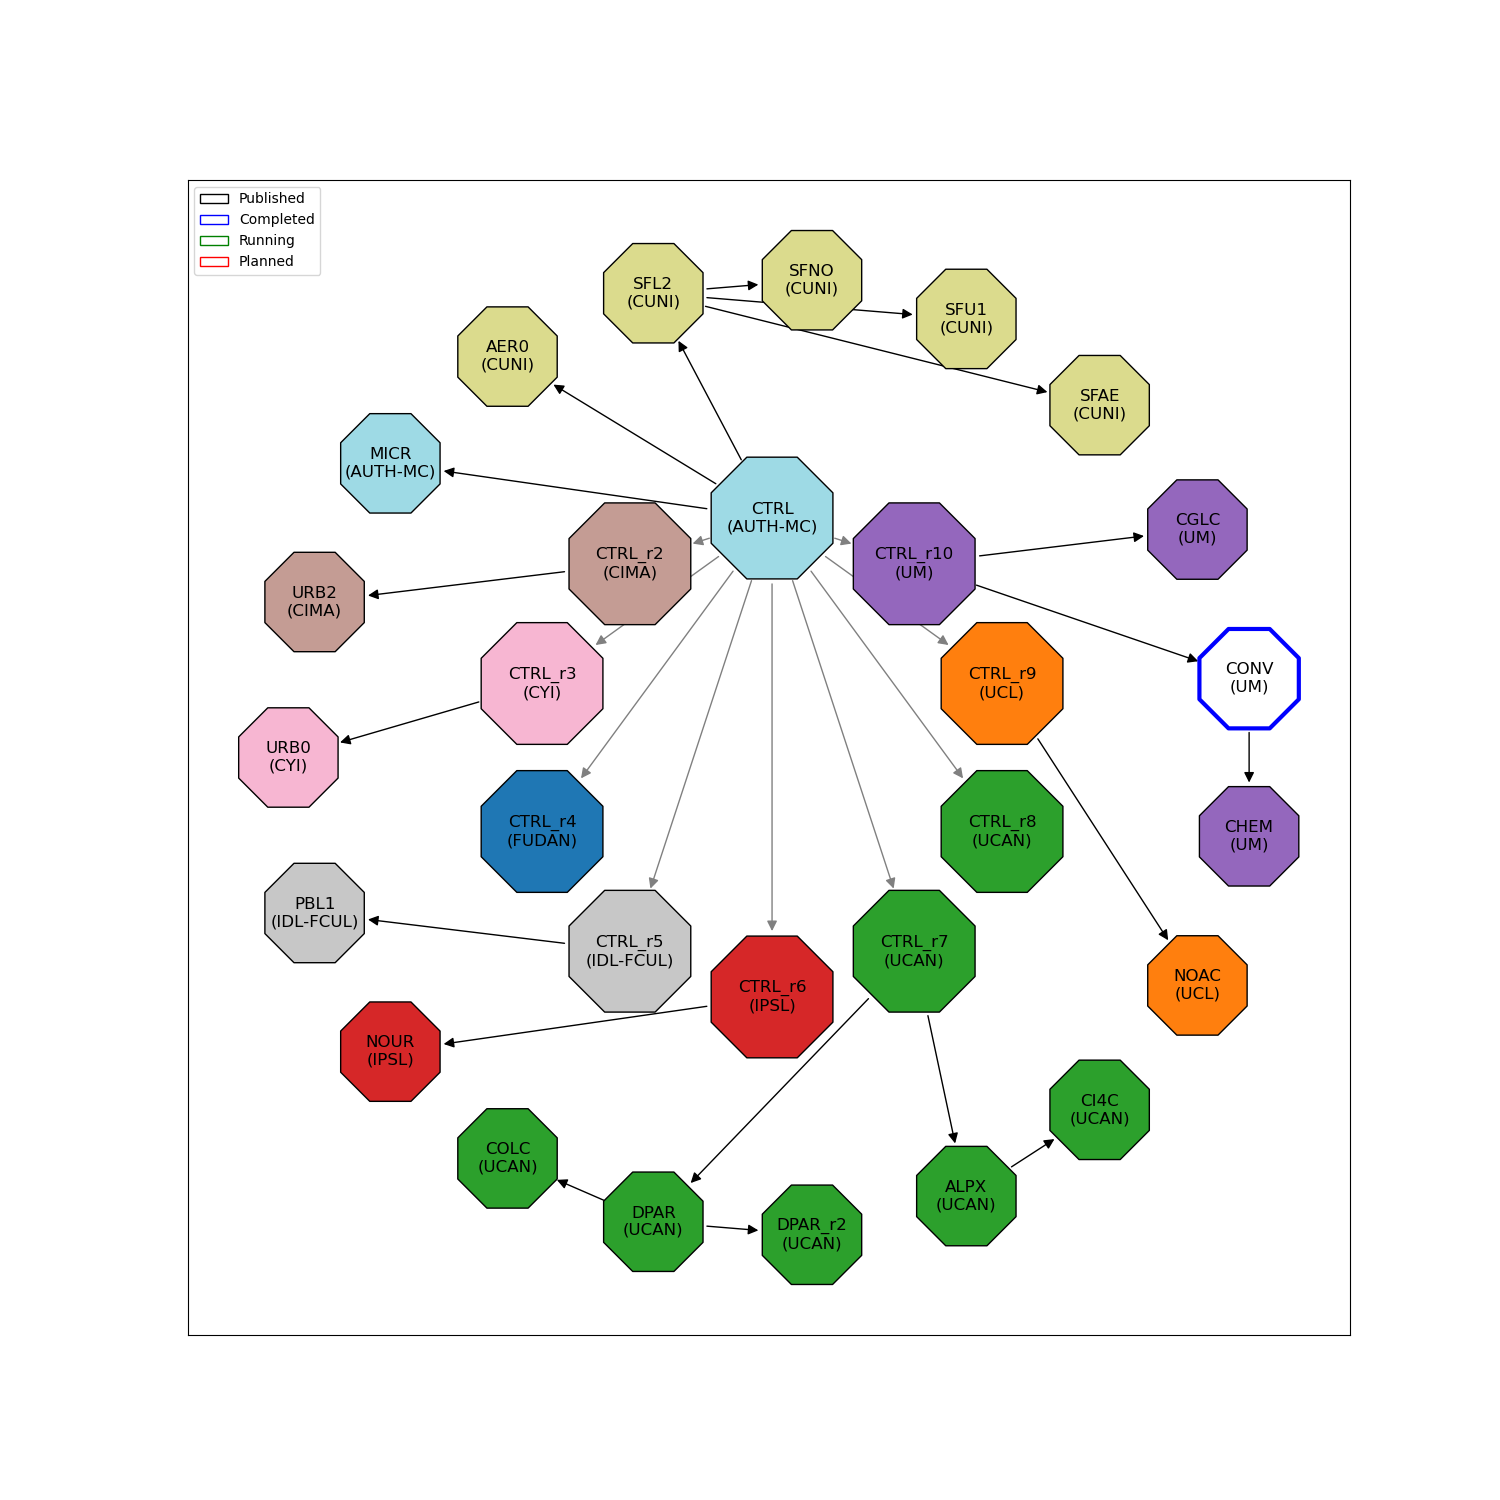 Published
Completed
Running
Planned
SFL2
(CUNI)
SFNO
(CUNI)
SFU1
(CUNI)
AER0
(CUNI)
SFAE
(CUNI)
MICR
(AUTH-MC)
CTRL
(AUTH-MC)
CGLC
(UM)
CTRL_r2
(CIMA)
CTRL_r10
(UM)
URB2
(CIMA)
CTRL_r3
(CYI)
CTRL_r9
(UCL)
CONV
(UM)
URB0
(CYI)
CTRL_r4
(FUDAN)
CTRL_r8
(UCAN)
CHEM
(UM)
PBL1
(IDL-FCUL)
CTRL_r5
(IDL-FCUL)
CTRL_r7
(UCAN)
CTRL_r6
(IPSL)
NOAC
(UCL)
NOUR
(IPSL)
CI4C
(UCAN)
COLC
(UCAN)
ALPX
(UCAN)
DPAR
(UCAN)
DPAR_r2
(UCAN)